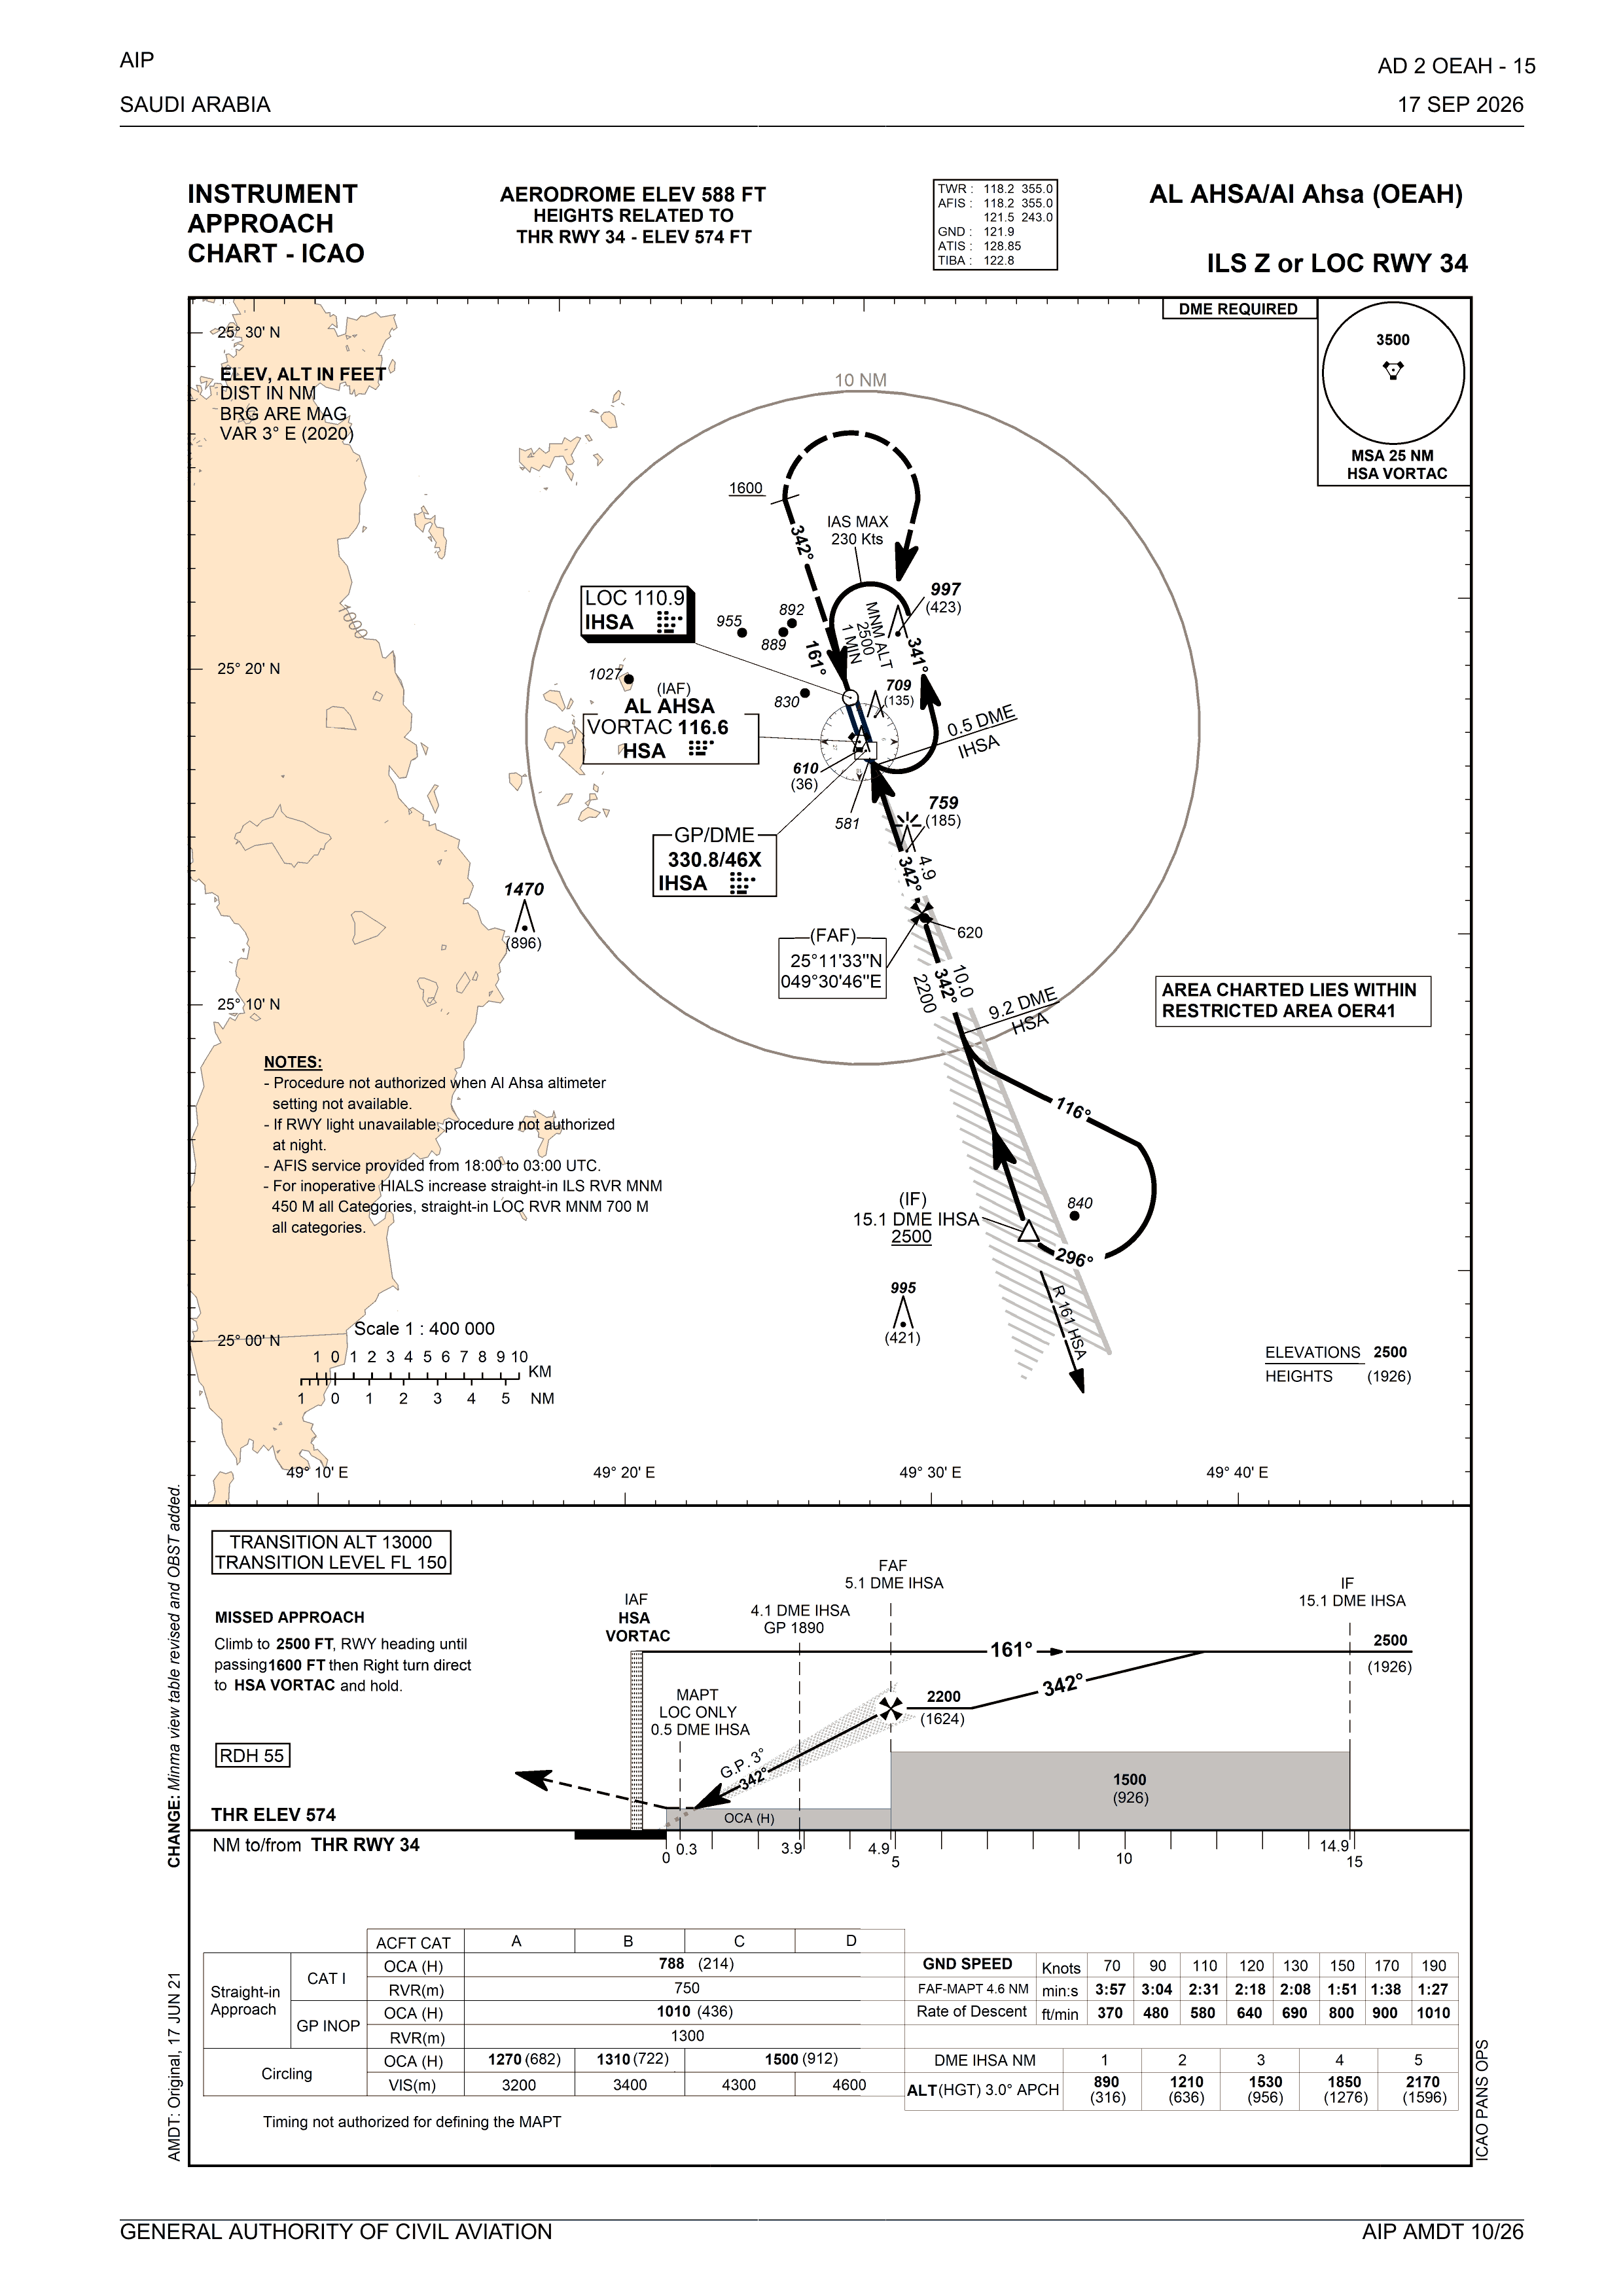 AIP
AD 2 OEAH - 15
SAUDI ARABIA
17 SEP 2026
INSTRUMENT
APPROACH
CHART - ICAO
AERODROME ELEV 588 FT
HEIGHTS RELATED TO
THR RWY 34 - ELEV 574 FT
TWR : 118.2 355.0
AFIS : 118.2 355.0
121.5 243.0
GND : 121.9
ATIS : 128.85
TIBA : 122.8
AL AHSA/Al Ahsa (OEAH)
ILS Z or LOC RWY 34
DME REQUIRED
3500
MSA 25 NM
HSA VORTAC
25° 30' N
ELEV, ALT IN FEET
DIST IN NM
BRG ARE MAG
VAR 3° E (2020)
10 NM
1600
342°
IAS MAX
230 Kts
997
(423)
LOC 110.9
IHSA
955
892
889
1000
161°
MNM ALT
2500
1 MIN
341°
25° 20' N
1027
830
709
(135)
(IAF)
AL AHSA
VORTAC 116.6
HSA
0.5 DME
IHSA
610
(36)
581
759
(185)
GP/DME
330.8/46X
IHSA
4.9
342°
1470
(896)
620
(FAF)
25°11'33"N
049°30'46"E
10.0
342°
2200
9.2 DME
HSA
AREA CHARTED LIES WITHIN
RESTRICTED AREA OER41
25° 10' N
NOTES:
- Procedure not authorized when Al Ahsa altimeter
setting not available.
- If RWY light unavailable, procedure not authorized
at night.
- AFIS service provided from 18:00 to 03:00 UTC.
- For inoperative HIALS increase straight-in ILS RVR MNM
450 M all Categories, straight-in LOC RVR MNM 700 M
all categories.
116°
840
(IF)
15.1 DME IHSA
2500
296°
995
(421)
R 161 HSA
25° 00' N
Scale 1 : 400 000
1 0 1 2 3 4 5 6 7 8 9 10
KM
1 0 1 2 3 4 5 NM
ELEVATIONS 2500
HEIGHTS (1926)
49° 10' E
49° 20' E
49° 30' E
49° 40' E
TRANSITION ALT 13000
TRANSITION LEVEL FL 150
MISSED APPROACH
Climb to 2500 FT, RWY heading until
passing1600 FT then Right turn direct
to HSA VORTAC and hold.
RDH 55
THR ELEV 574
NM to/from THR RWY 34
IAF
HSA
VORTAC
MAPT
LOC ONLY
0.5 DME IHSA
4.1 DME IHSA
GP 1890
FAF
5.1 DME IHSA
IF
15.1 DME IHSA
161°
2500
(1926)
342°
2200
(1624)
G.P. 3°
342°
OCA (H)
1500
(926)
0 0.3 3.9 4.9 5 10 14.9 15
CHANGE: Minma view table revised and OBST added.
AMDT: Original, 17 JUN 21
ICAO PANS OPS
ACFT CAT A B C D
Straight-in
Approach
CAT I
OCA (H) 788 (214)
RVR(m) 750
GP INOP
OCA (H) 1010 (436)
RVR(m) 1300
Circling
OCA (H) 1270 (682) 1310 (722) 1500 (912)
VIS(m) 3200 3400 4300 4600
Timing not authorized for defining the MAPT
GND SPEED Knots 70 90 110 120 130 150 170 190
FAF-MAPT 4.6 NM min:s 3:57 3:04 2:31 2:18 2:08 1:51 1:38 1:27
Rate of Descent ft/min 370 480 580 640 690 800 900 1010
DME IHSA NM 1 2 3 4 5
ALT(HGT) 3.0° APCH 890 1210 1530 1850 2170
(316) (636) (956) (1276) (1596)
GENERAL AUTHORITY OF CIVIL AVIATION
AIP AMDT 10/26